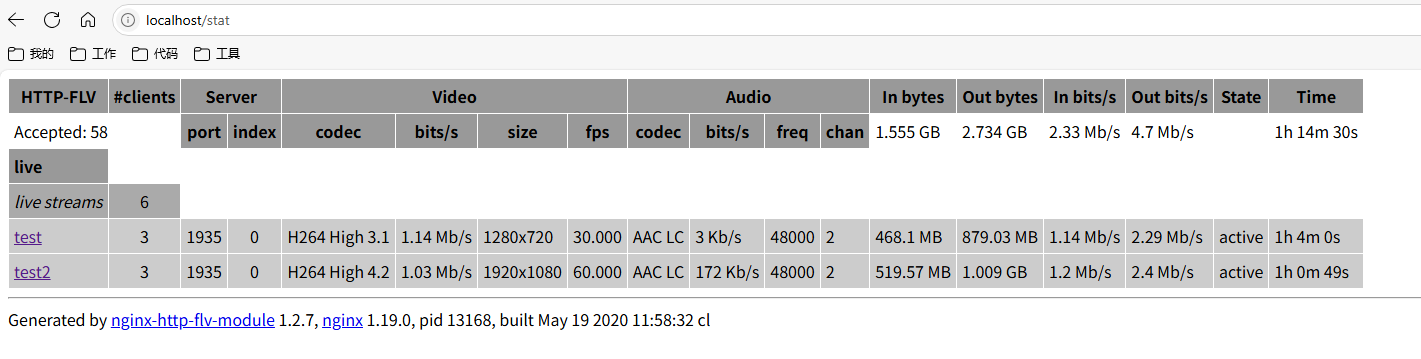 localhost/stat
我的 工作 代码 工具
HTTP-FLV #clients Server Video Audio In bytes Out bytes In bits/s Out bits/s State Time
Accepted: 58 port index codec bits/s size fps codec bits/s freq chan 1.555 GB 2.734 GB 2.33 Mb/s 4.7 Mb/s 1h 14m 30s
live
live streams 6
test 3 1935 0 H264 High 3.1 1.14 Mb/s 1280x720 30.000 AAC LC 3 Kb/s 48000 2 468.1 MB 879.03 MB 1.14 Mb/s 2.29 Mb/s active 1h 4m 0s
test2 3 1935 0 H264 High 4.2 1.03 Mb/s 1920x1080 60.000 AAC LC 172 Kb/s 48000 2 519.57 MB 1.009 GB 1.2 Mb/s 2.4 Mb/s active 1h 0m 49s
Generated by nginx-http-flv-module 1.2.7, nginx 1.19.0, pid 13168, built May 19 2020 11:58:32 cl